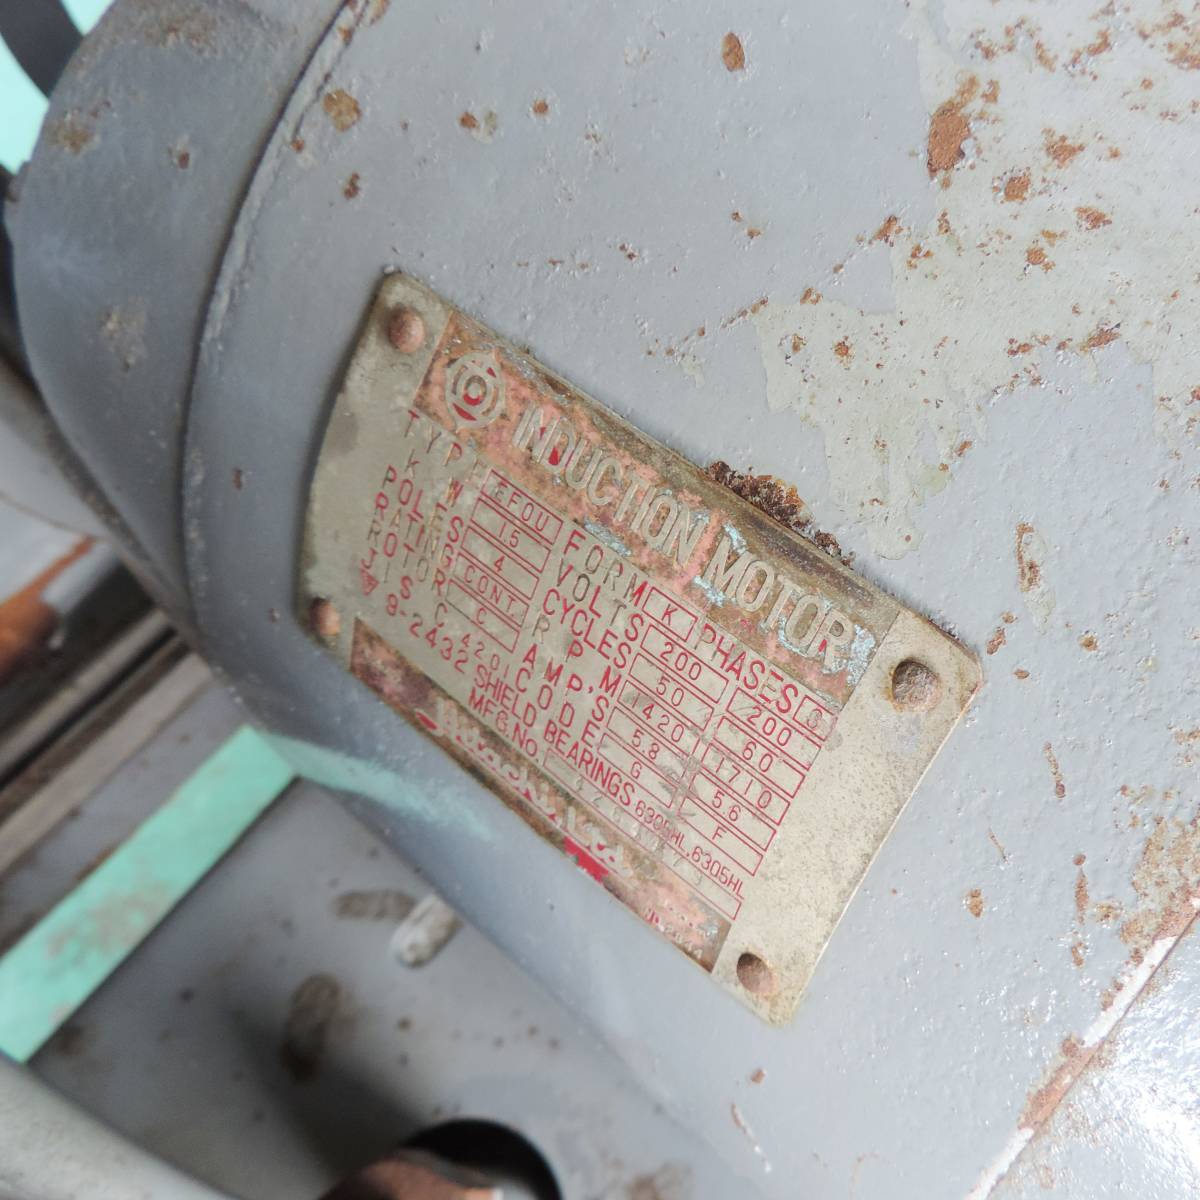 INDUCTION MOTOR
TYPE EFOU FORM K PHASES 3
KW 1.5 VOLTS 200 200
POLES 4 CYCLES 50 60
RATING CONT. R P M 1420 1710
ROTOR C AMP'S 5.8 5.6
J I S C 4201 CODE G F
8-2432 SHIELD BEARINGS 6305HL.6305HL
MFG.NO.